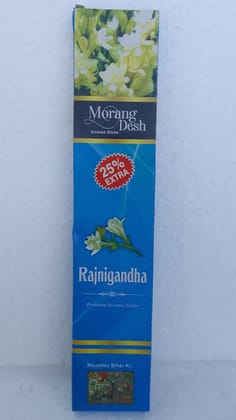 Morang
Desh
Incense Sticks
25%
EXTRA
Rajnigandha
Premium Incense Sticks
Khushbu Bihar Ki...